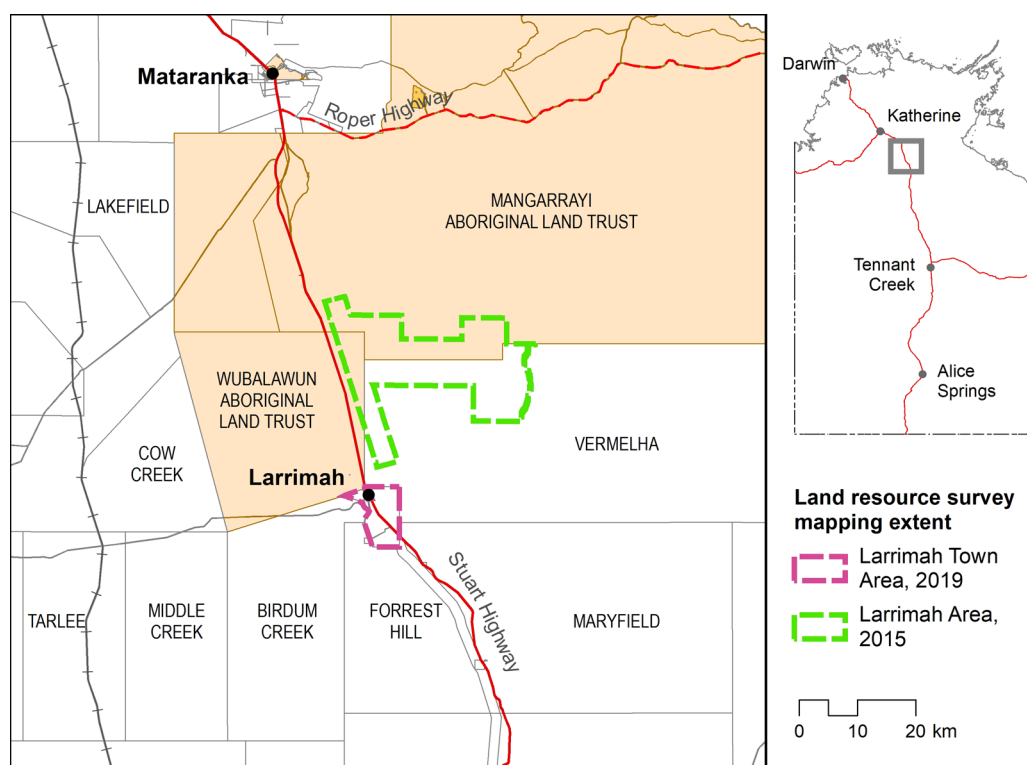 Mataranka
Roper Highway
LAKEFIELD
MANGARRAYI
ABORIGINAL LAND TRUST
WUBALAWUN
ABORIGINAL
LAND TRUST
COW
CREEK
VERMELHA
Larrimah
Stuart Highway
TARLEE
MIDDLE
CREEK
BIRDUM
CREEK
FORREST
HILL
MARYFIELD
Darwin
Katherine
Tennant
Creek
Alice
Springs
Land resource survey
mapping extent
Larrimah Town
Area, 2019
Larrimah Area,
2015
0 10 20 km